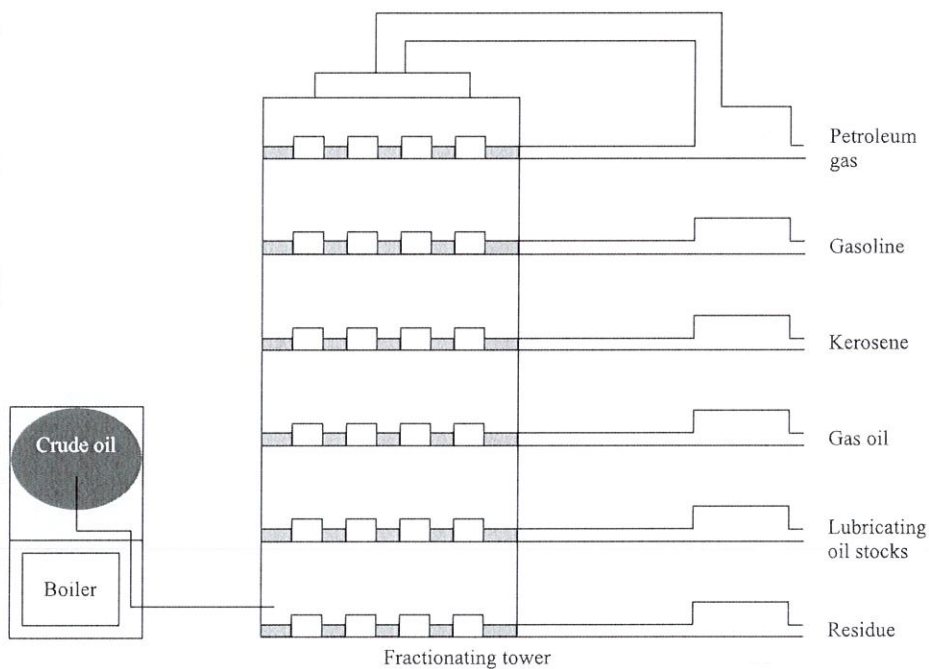 Petroleum
gas
Gasoline
Kerosene
Crude oil
Gas oil
Lubricating
oil stocks
Boiler
Residue
Fractionating tower